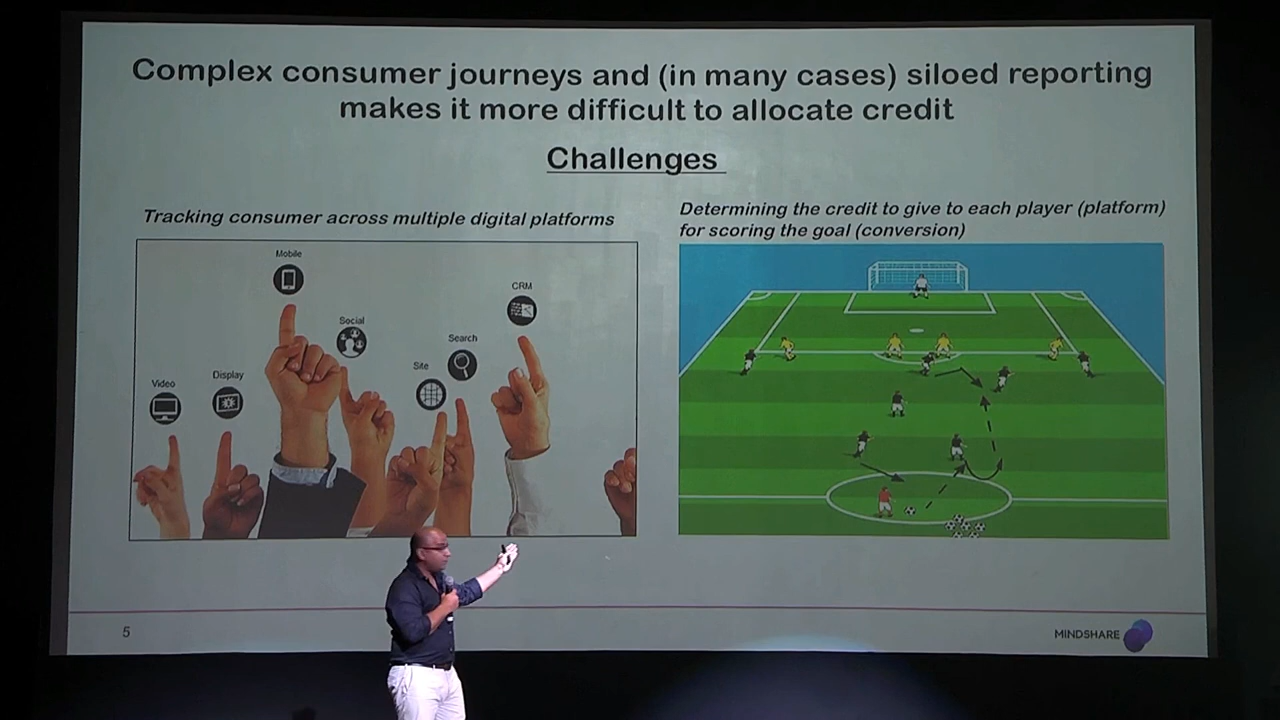 Complex consumer journeys and (in many cases) siloed reporting
makes it more difficult to allocate credit
Challenges
Tracking consumer across multiple digital platforms
Determining the credit to give to each player (platform)
for scoring the goal (conversion)
Mobile
CRM
Social
Search
Site
Display
Video
5
MINDSHARE